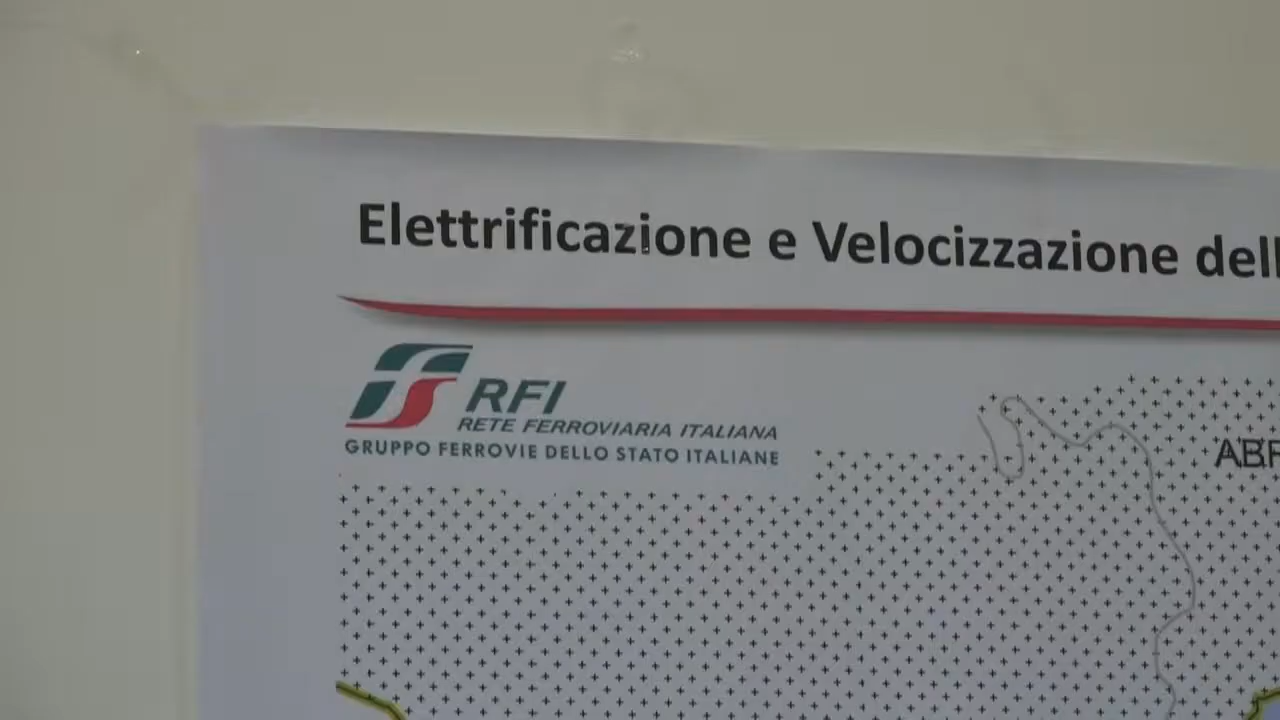 Elettrificazione e Velocizzazione dell
RFI
RETE FERROVIARIA ITALIANA
GRUPPO FERROVIE DELLO STATO ITALIANE
ABR